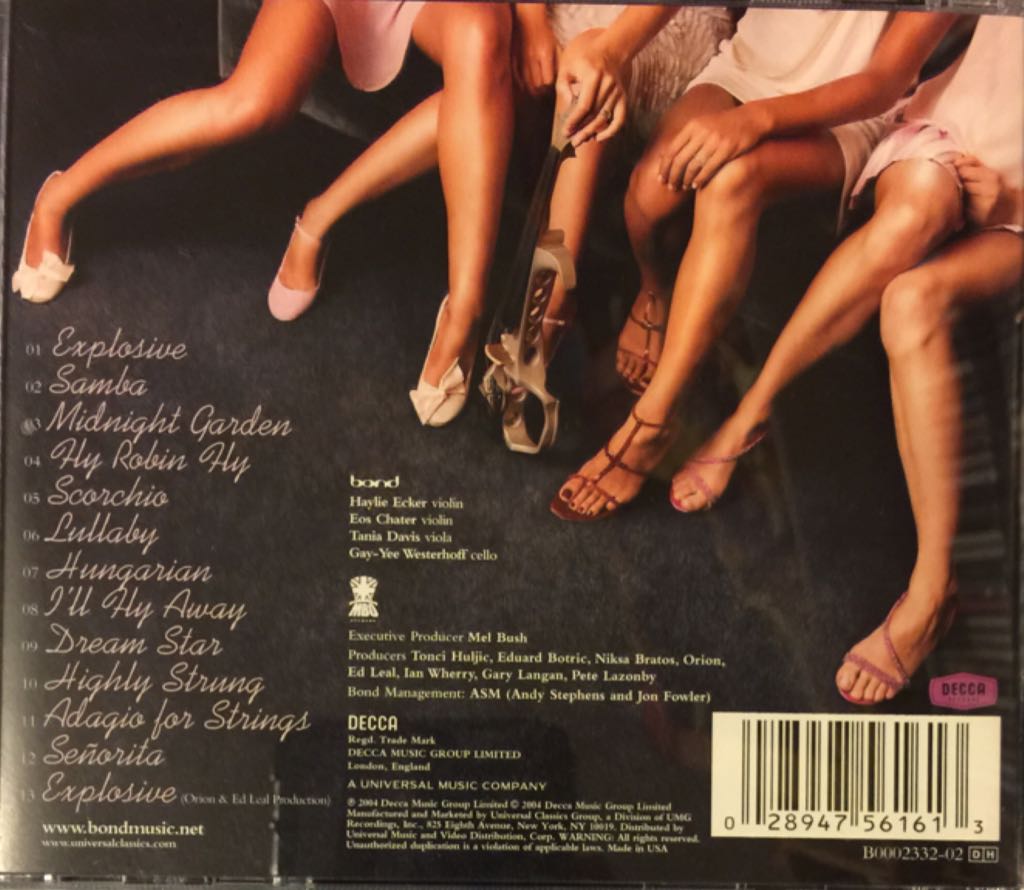 01 Explosive
02 Samba
03 Midnight Garden
04 Fly Robin Fly
05 Scorchio
06 Lullaby
07 Hungarian
08 I'll Fly Away
09 Dream Star
10 Highly Strung
11 Adagio for Strings
12 Señorita
13 Explosive (Orion & Ed Leal Production)
www.bondmusic.net
www.universalclassics.com
bond
Haylie Ecker violin
Eos Chater violin
Tania Davis viola
Gay-Yee Westerhoff cello
MBO
Executive Producer Mel Bush
Producers Tonci Huljic, Eduard Botric, Niksa Bratos, Orion,
Ed Leal, Ian Wherry, Gary Langan, Pete Lazonby
Bond Management: ASM (Andy Stephens and Jon Fowler)
DECCA
Regd. Trade Mark
DECCA MUSIC GROUP LIMITED
London, England
A UNIVERSAL MUSIC COMPANY
℗ 2004 Decca Music Group Limited © 2004 Decca Music Group Limited
Manufactured and Marketed by Universal Classics Group, a Division of UMG
Recordings, Inc., 825 Eighth Avenue, New York, NY 10019. Distributed by
Universal Music and Video Distribution, Corp. WARNING: All rights reserved.
Unauthorized duplication is a violation of applicable laws. Made in USA
DECCA
0 28947 56161 3
B0002332-02 DH